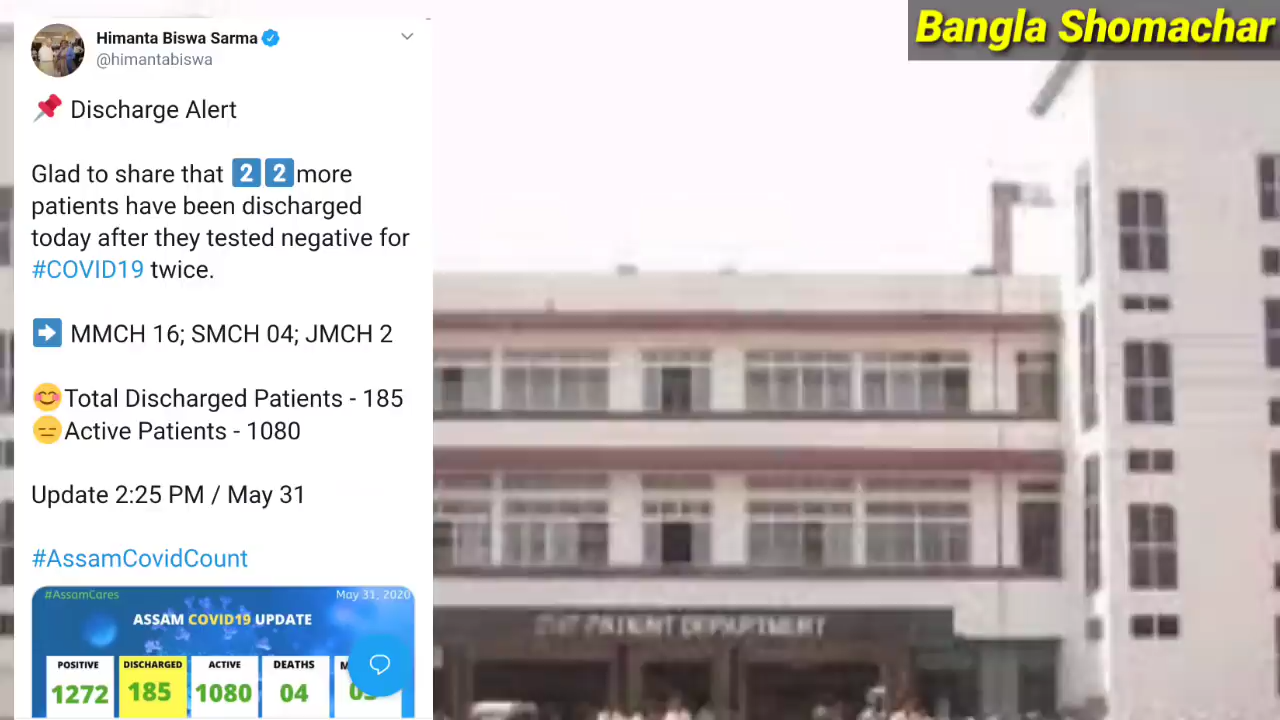 Bangla Shomachar
Himanta Biswa Sarma
@himantabiswa
📌 Discharge Alert
Glad to share that 2️⃣2️⃣more
patients have been discharged
today after they tested negative for
#COVID19 twice.
➡️ MMCH 16; SMCH 04; JMCH 2
😊Total Discharged Patients - 185
😑Active Patients - 1080
Update 2:25 PM / May 31
#AssamCovidCount
#AssamCares May 31, 2020
ASSAM COVID19 UPDATE
POSITIVE DISCHARGED ACTIVE DEATHS
1272 185 1080 04
OUT PATIENT DEPARTMENT